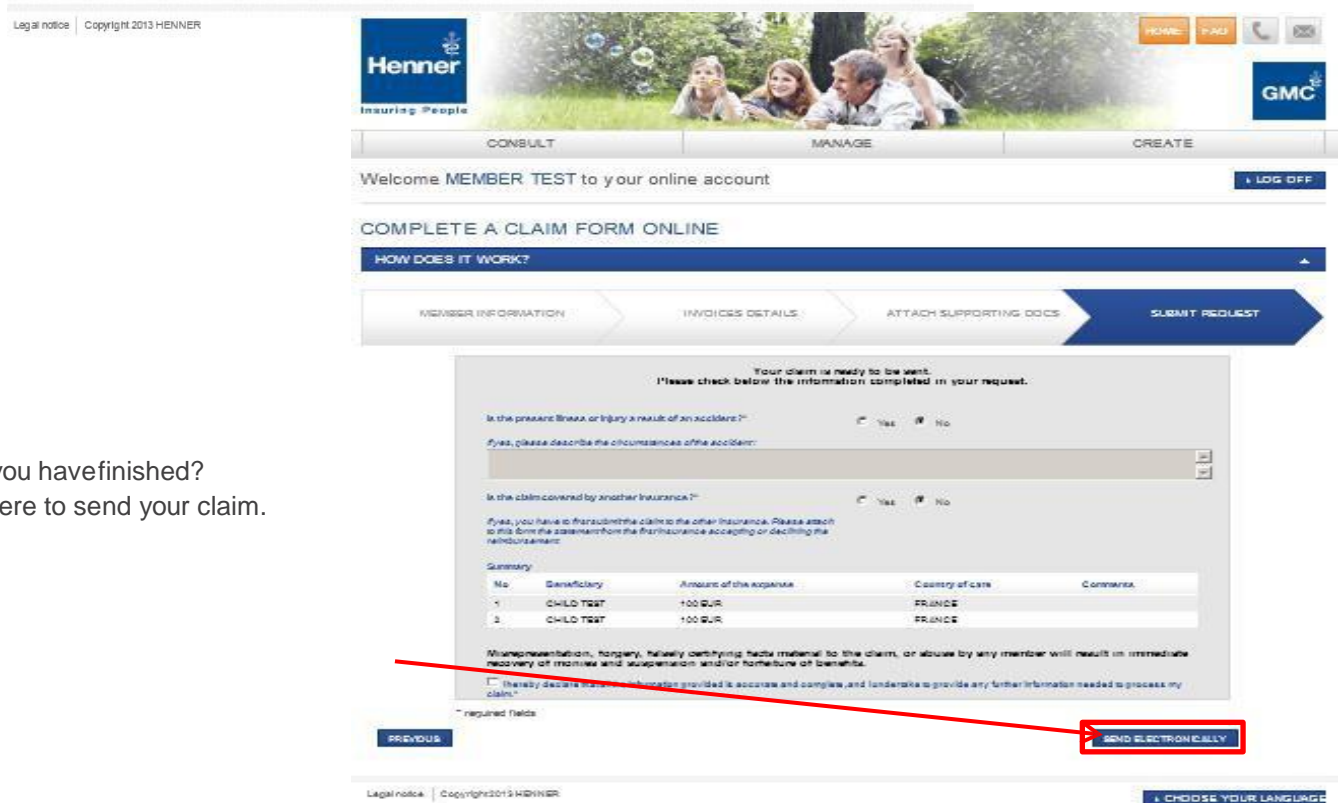 Legal notice | Copyright 2013 HENNER
Henner
Insuring People
HOME FAQ
GMC
CONSULT MANAGE CREATE
Welcome MEMBER TEST to your online account
LOG OFF
COMPLETE A CLAIM FORM ONLINE
HOW DOES IT WORK?
MEMBER INFORMATION INVOICES DETAILS ATTACH SUPPORTING DOCS SUBMIT REQUEST
Your claim is ready to be sent.
Please check below the information completed in your request.
Is the present illness or injury a result of an accident?* Yes No
If yes, please describe the circumstances of the accident:
you havefinished?
ere to send your claim.
Is the claim covered by another insurance?* Yes No
If yes, you have to first submit the claim to the other insurance. Please attach
to this form the statement from the first insurance accepting or declining the
reimbursement
Summary
No Beneficiary Amount of the expense Country of care Comments
1 CHILD TEST 100 EUR FRANCE
2 CHILD TEST 100 EUR FRANCE
Misrepresentation, forgery, falsely certifying facts material to the claim, or abuse by any member will result in immediate
recovery of monies and suspension and/or forfeiture of benefits.
I hereby declare that the information provided is accurate and complete, and I undertake to provide any further information needed to process my
claim.*
* required fields
PREVIOUS SEND ELECTRONICALLY
Legal notice | Copyright 2013 HENNER
CHOOSE YOUR LANGUAGE